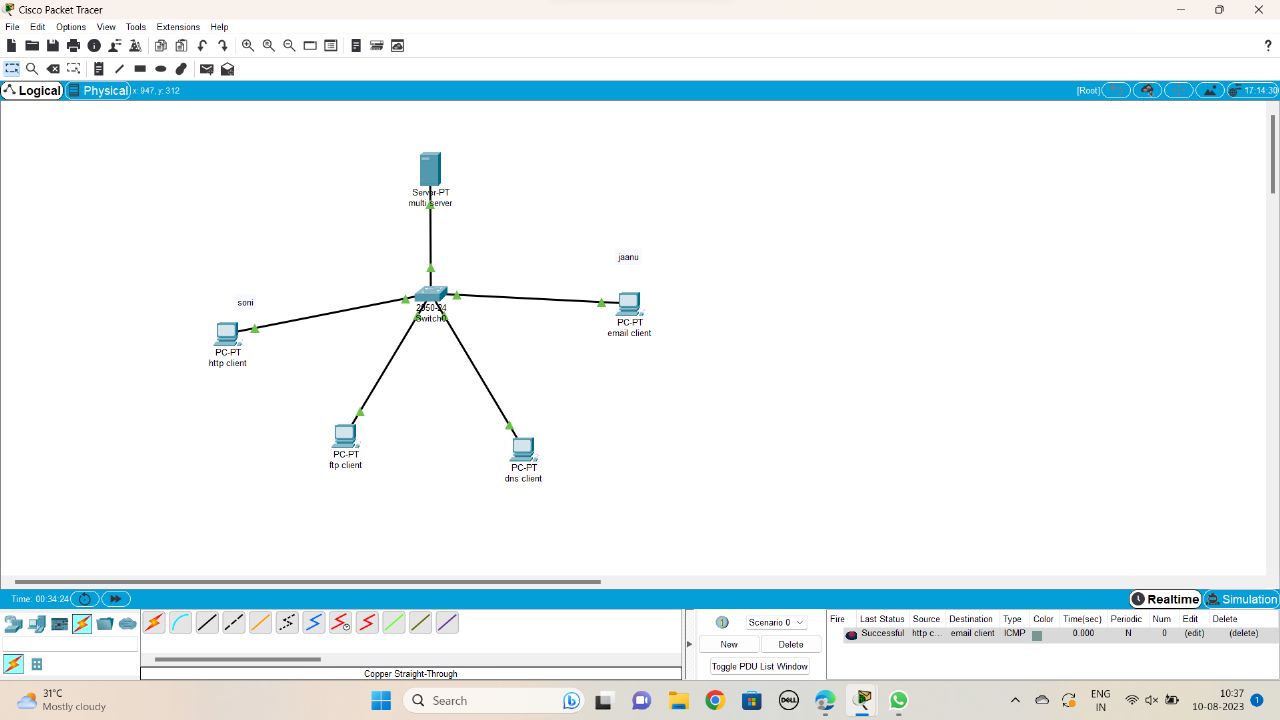 Cisco Packet Tracer
File Edit Options View Tools Extensions Help
?
Logical Physical x: 947, y: 312 [Root] 17:14:30
Server-PT
multi server
jaanu
soni
2950-24
Switch0
PC-PT
email client
PC-PT
http client
PC-PT
ftp client
PC-PT
dns client
Time: 00:34:24 Realtime Simulation
Scenario 0
New Delete
Toggle PDU List Window
Fire Last Status Source Destination Type Color Time(sec) Periodic Num Edit Delete
Successful http c... email client ICMP 0.000 N 0 (edit) (delete)
Copper Straight-Through
31°C
Mostly cloudy
Search
DELL
ENG
IN
10:37
10-08-2023
1